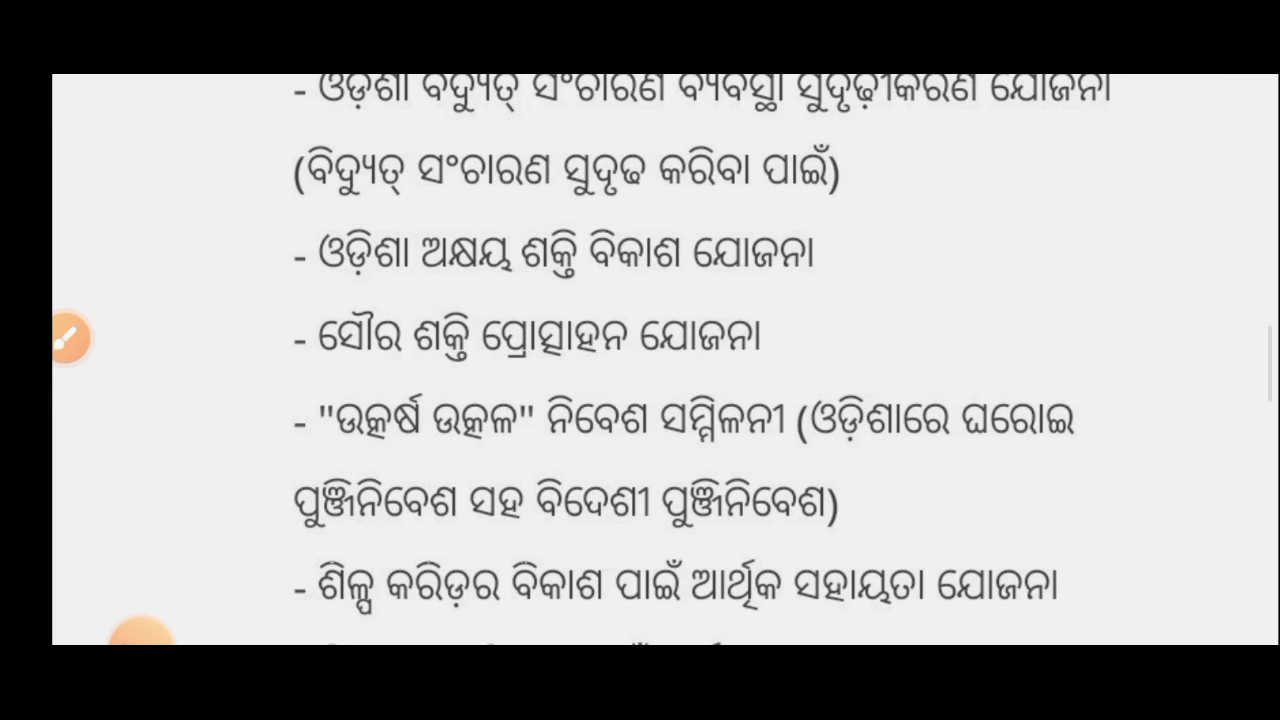 - ଓଡ଼ିଶା ବିଦ୍ୟୁତ୍ ସଂଚାରଣ ବ୍ୟବସ୍ଥା ସୁଦୃଢ଼ୀକରଣ ଯୋଜନା
(ବିଦ୍ୟୁତ୍ ସଂଚାରଣ ସୁଦୃଢ କରିବା ପାଇଁ)
- ଓଡ଼ିଶା ଅକ୍ଷୟ ଶକ୍ତି ବିକାଶ ଯୋଜନା
- ସୌର ଶକ୍ତି ପ୍ରୋତ୍ସାହନ ଯୋଜନା
- "ଉତ୍କର୍ଷ ଉତ୍କଳ" ନିବେଶ ସମ୍ମିଳନୀ (ଓଡ଼ିଶାରେ ଘରୋଇ
ପୁଞ୍ଜିନିବେଶ ସହ ବିଦେଶୀ ପୁଞ୍ଜିନିବେଶ)
- ଶିଳ୍ପ କରିଡ଼ର ବିକାଶ ପାଇଁ ଆର୍ଥିକ ସହାୟତା ଯୋଜନା